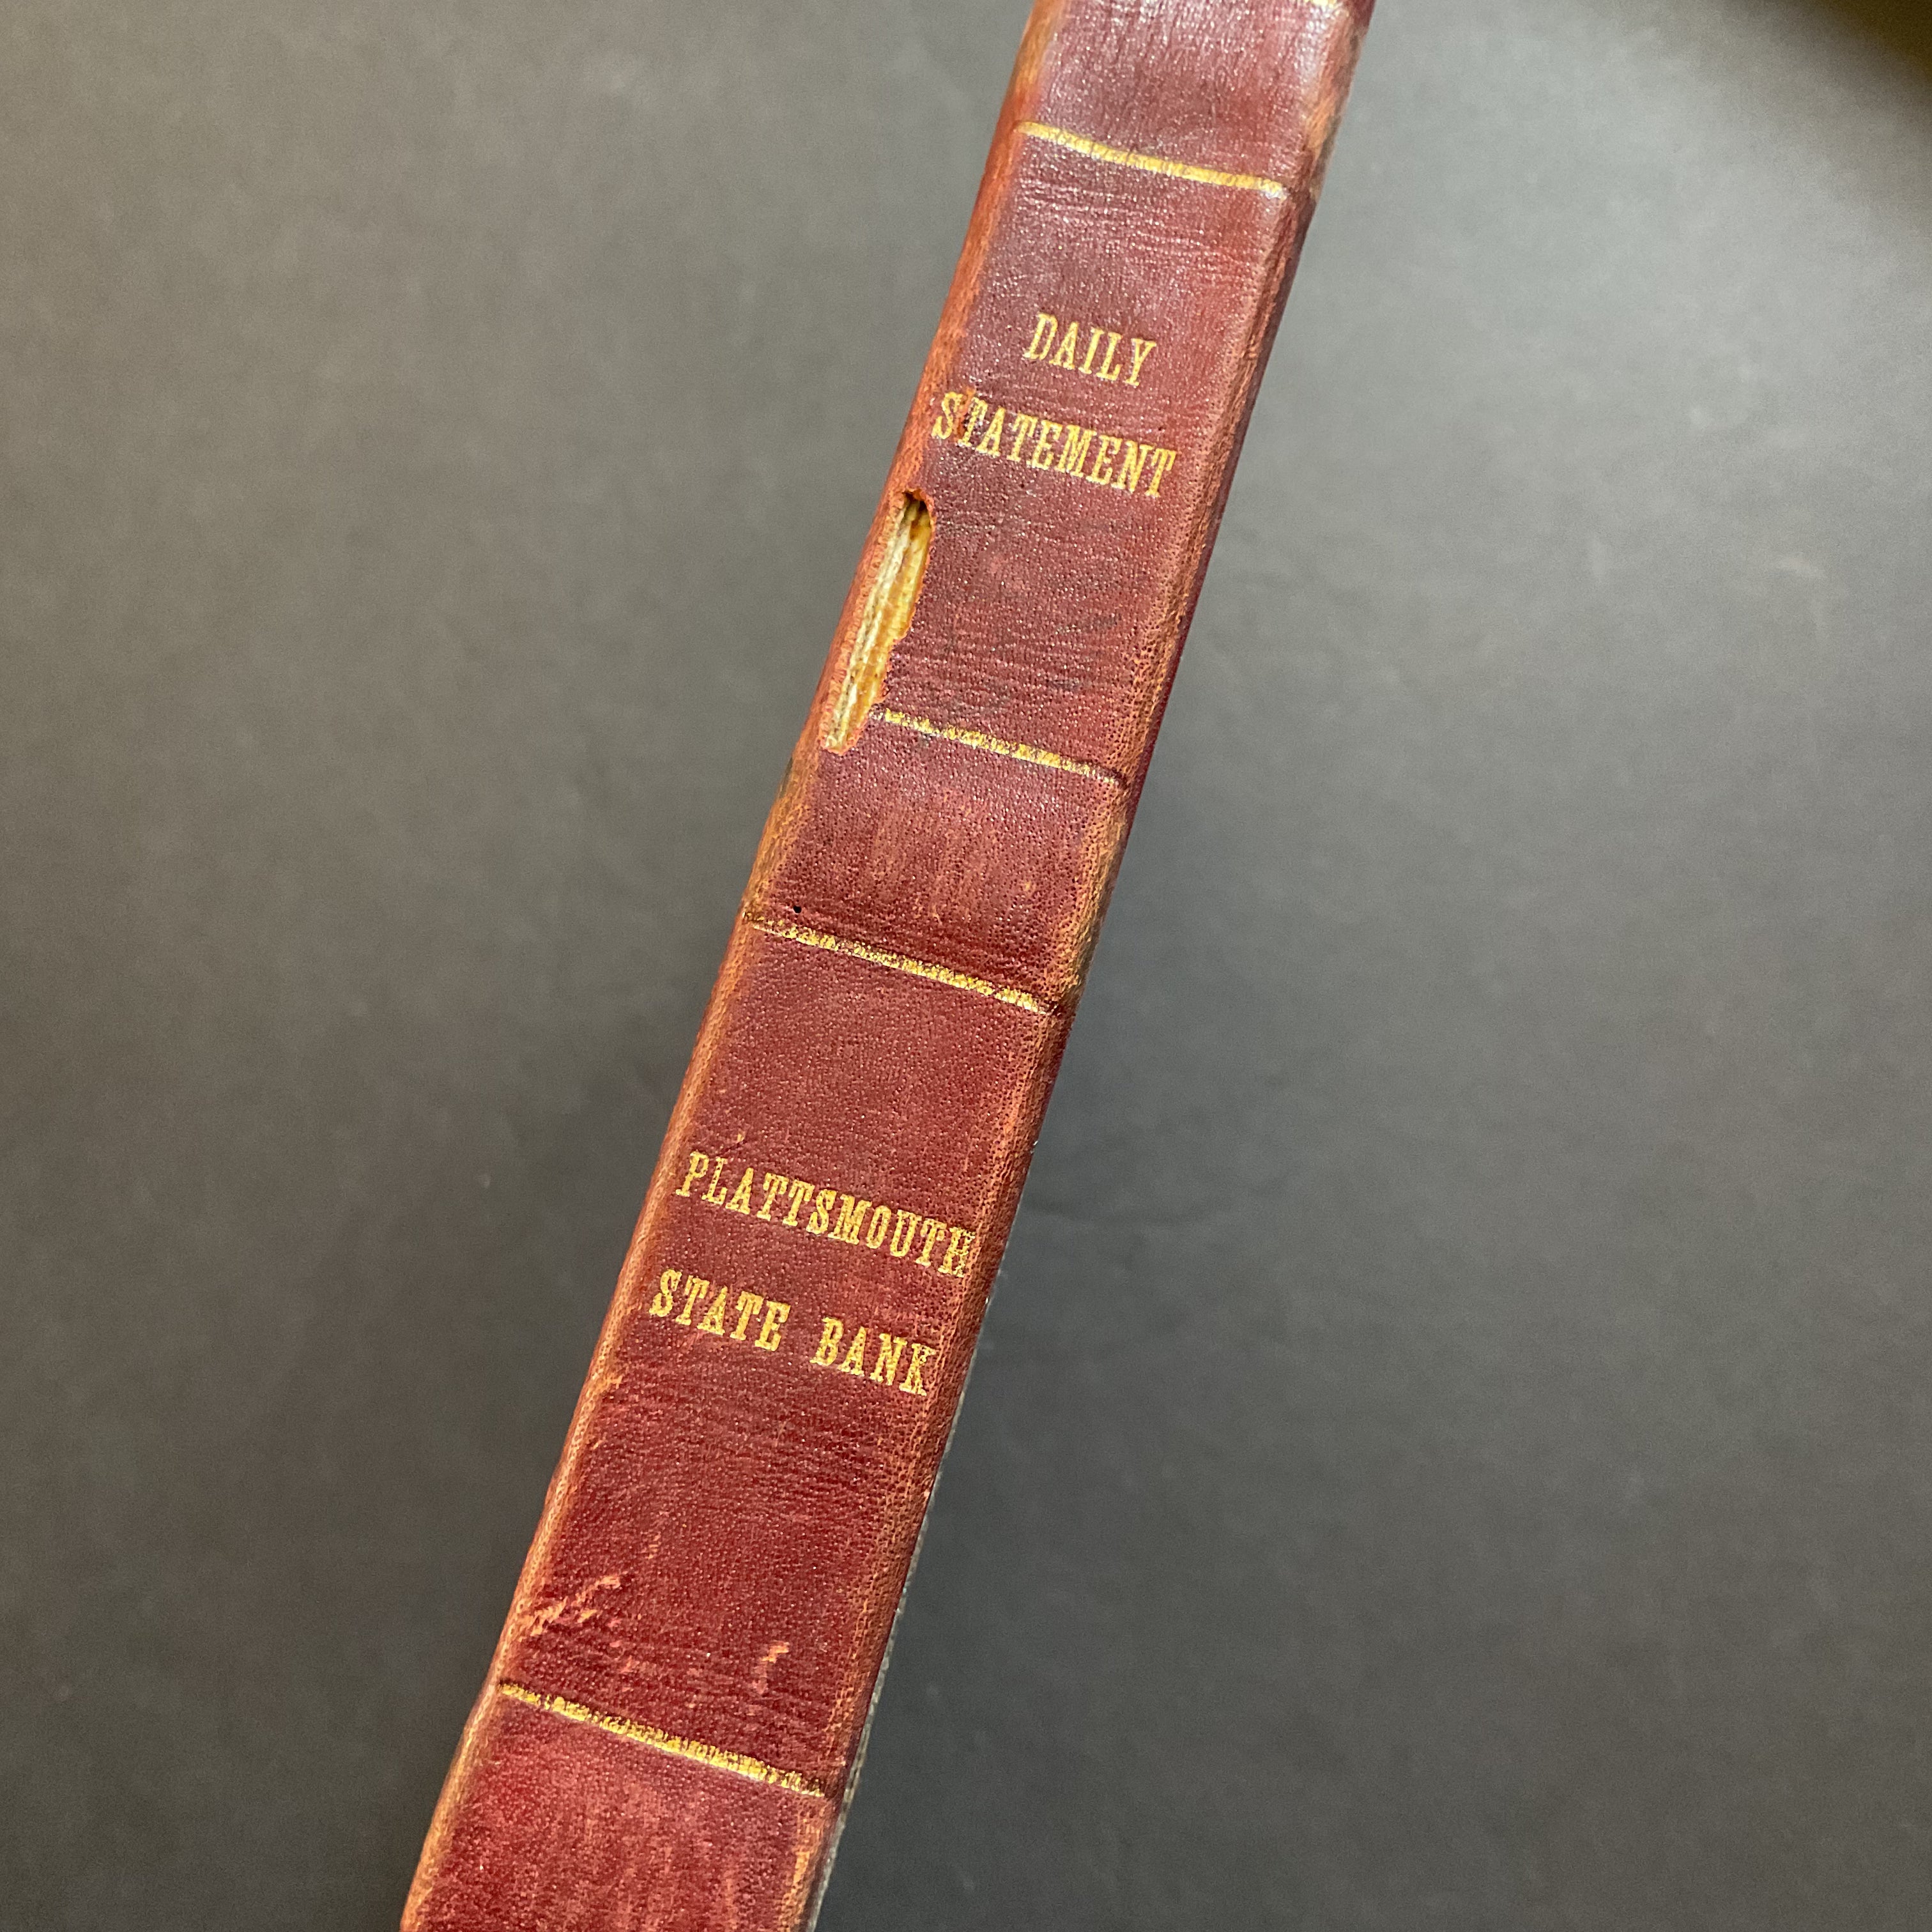 DAILY
STATEMENT
PLATTSMOUTH
STATE BANK